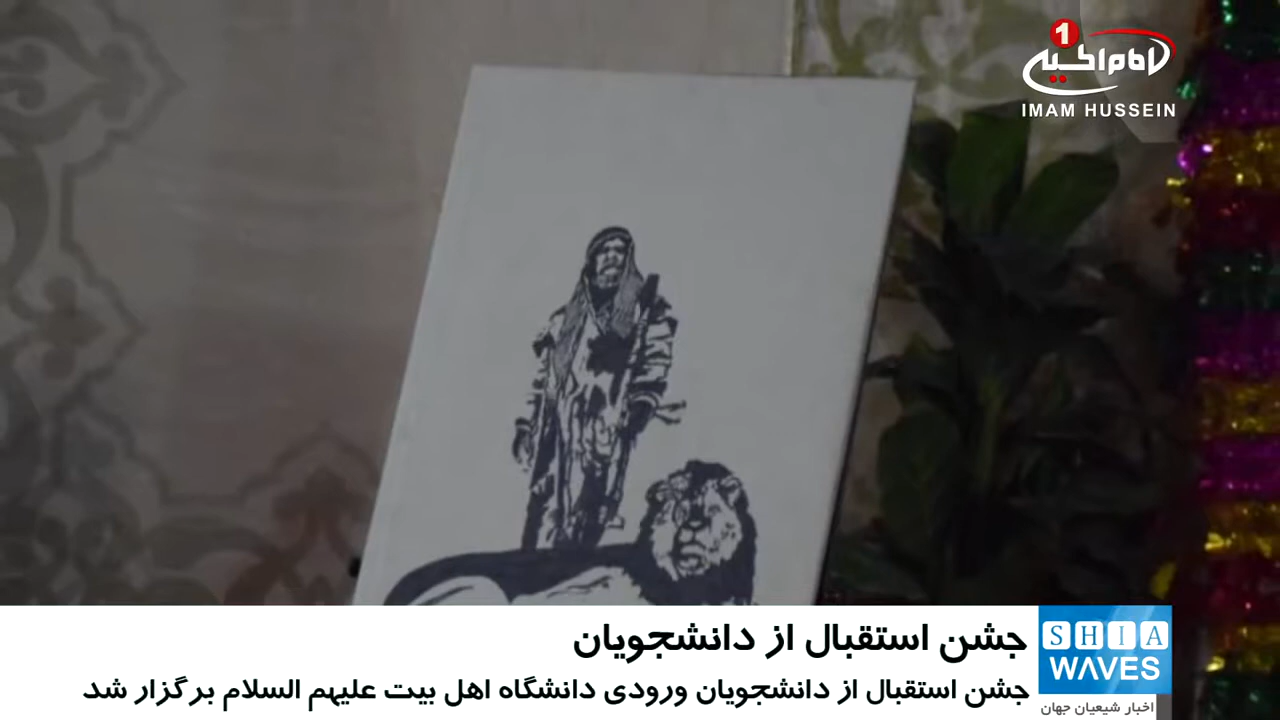 1
امام حسین
IMAM HUSSEIN
جشن استقبال از دانشجویان
SHIA
WAVES
جشن استقبال از دانشجویان ورودی دانشگاه اهل بیت علیهم السلام برگزار شد
اخبار شیعیان جهان